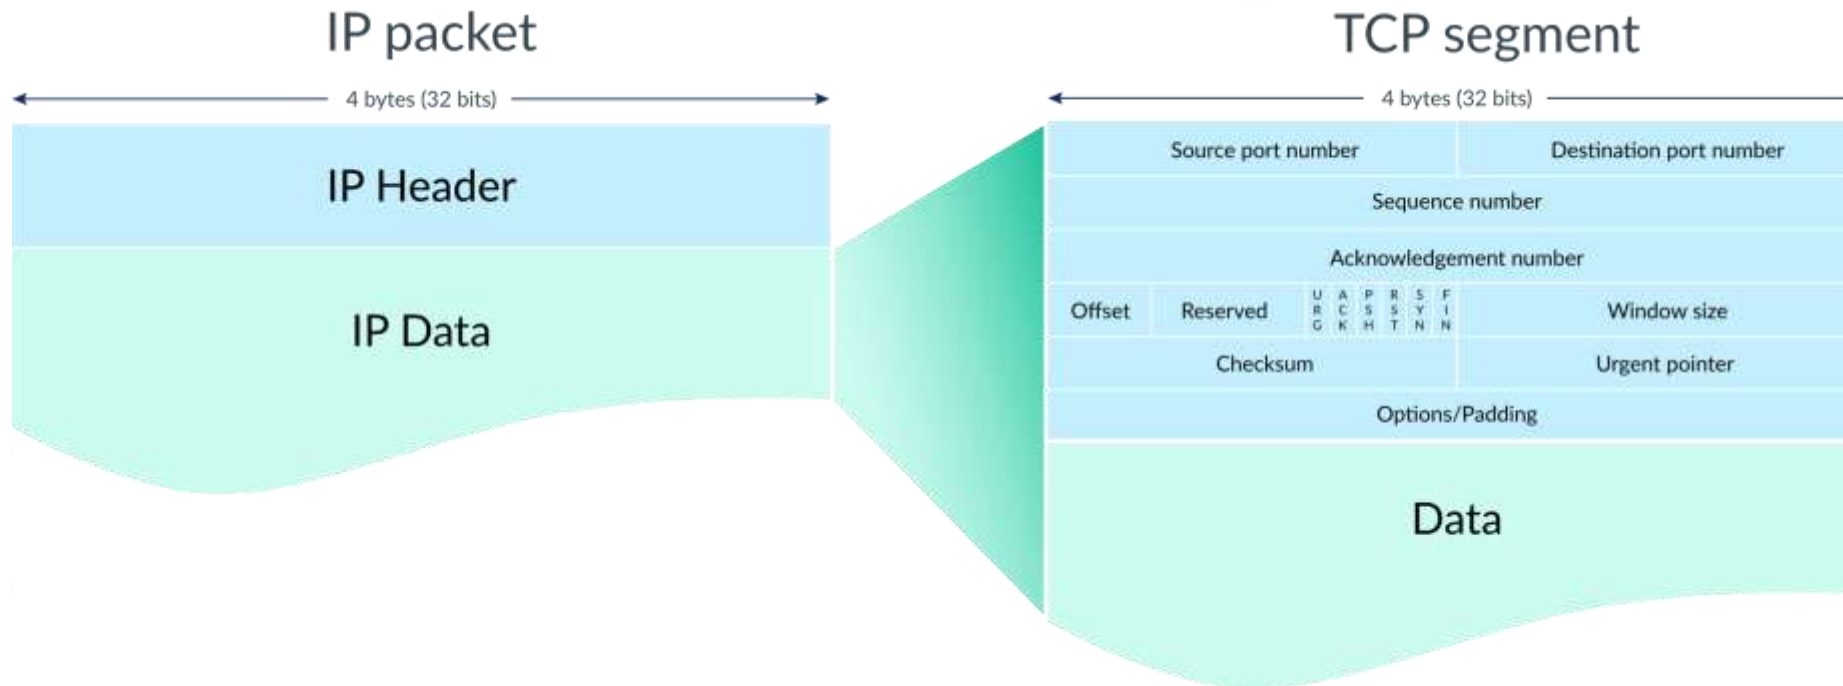 IP packet
4 bytes (32 bits)
IP Header
IP Data
TCP segment
4 bytes (32 bits)
Source port number
Destination port number
Sequence number
Acknowledgement number
Offset
Reserved
URG
ACK
PSH
RST
SYN
FIN
Window size
Checksum
Urgent pointer
Options/Padding
Data